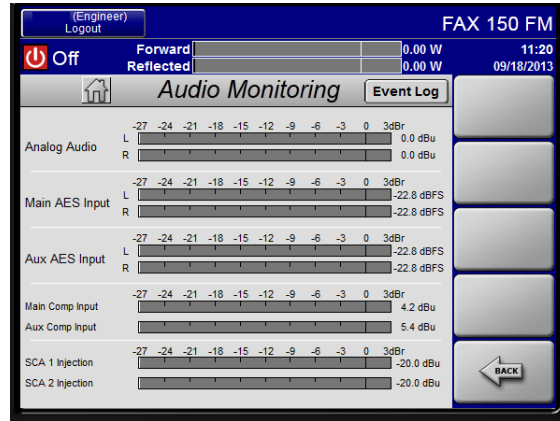 (Engineer)
Logout
FAX 150 FM
Off
Forward 0.00 W
Reflected 0.00 W
11:20
09/18/2013
Audio Monitoring
Event Log
-27 -24 -21 -18 -15 -12 -9 -6 -3 0 3dBr
Analog Audio
L 0.0 dBu
R 0.0 dBu
-27 -24 -21 -18 -15 -12 -9 -6 -3 0 3dBr
Main AES Input
L -22.8 dBFS
R -22.8 dBFS
-27 -24 -21 -18 -15 -12 -9 -6 -3 0 3dBr
Aux AES Input
L -22.8 dBFS
R -22.8 dBFS
-27 -24 -21 -18 -15 -12 -9 -6 -3 0 3dBr
Main Comp Input 4.2 dBu
Aux Comp Input 5.4 dBu
-27 -24 -21 -18 -15 -12 -9 -6 -3 0 3dBr
SCA 1 Injection -20.0 dBu
SCA 2 Injection -20.0 dBu
BACK